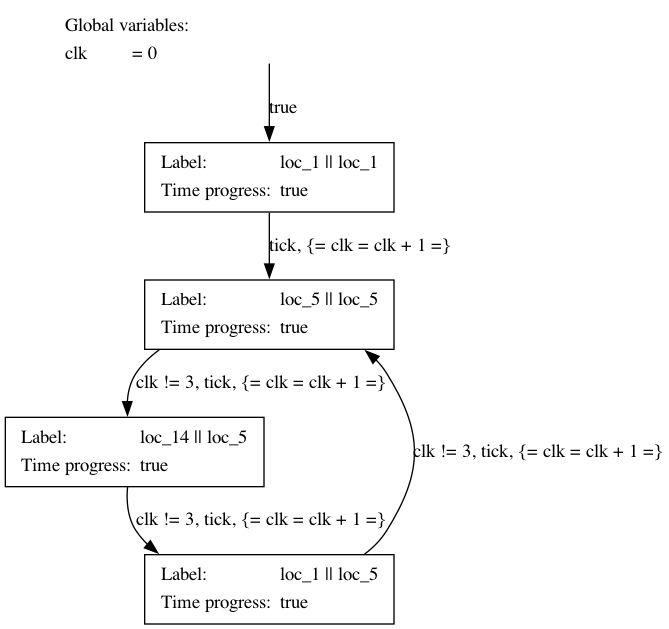 Global variables:
clk = 0
true
Label: loc_1 || loc_1
Time progress: true
tick, {= clk = clk + 1 =}
Label: loc_5 || loc_5
Time progress: true
clk != 3, tick, {= clk = clk + 1 =}
Label: loc_14 || loc_5
Time progress: true
clk != 3, tick, {= clk = clk + 1 =}
clk != 3, tick, {= clk = clk + 1 =}
Label: loc_1 || loc_5
Time progress: true